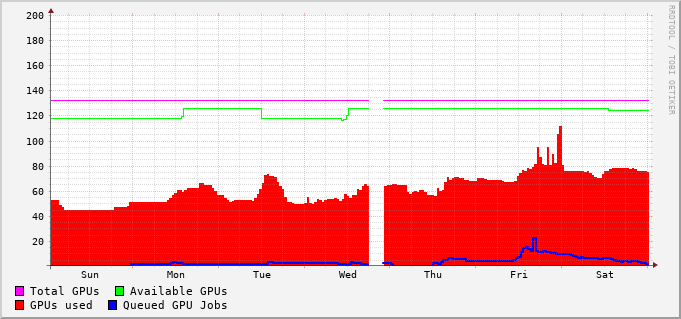 200
180
160
140
120
100
80
60
40
20
Sun Mon Tue Wed Thu Fri Sat
Total GPUs Available GPUs
GPUs used Queued GPU Jobs
RRDTOOL / TOBI OETIKER